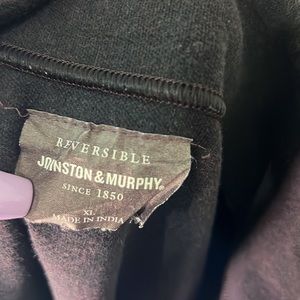 REVERSIBLE
JOHNSTON & MURPHY
SINCE 1850
XL
MADE IN INDIA